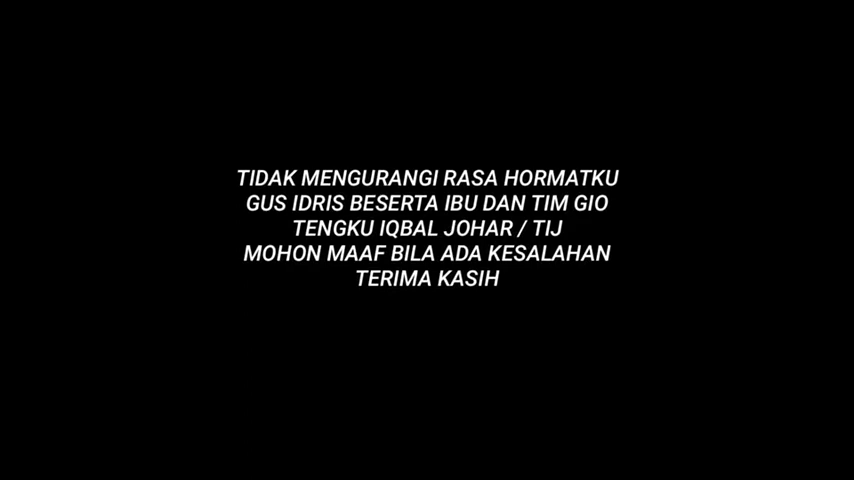 TIDAK MENGURANGI RASA HORMATKU
GUS IDRIS BESERTA IBU DAN TIM GIO
TENGKU IQBAL JOHAR / TIJ
MOHON MAAF BILA ADA KESALAHAN
TERIMA KASIH